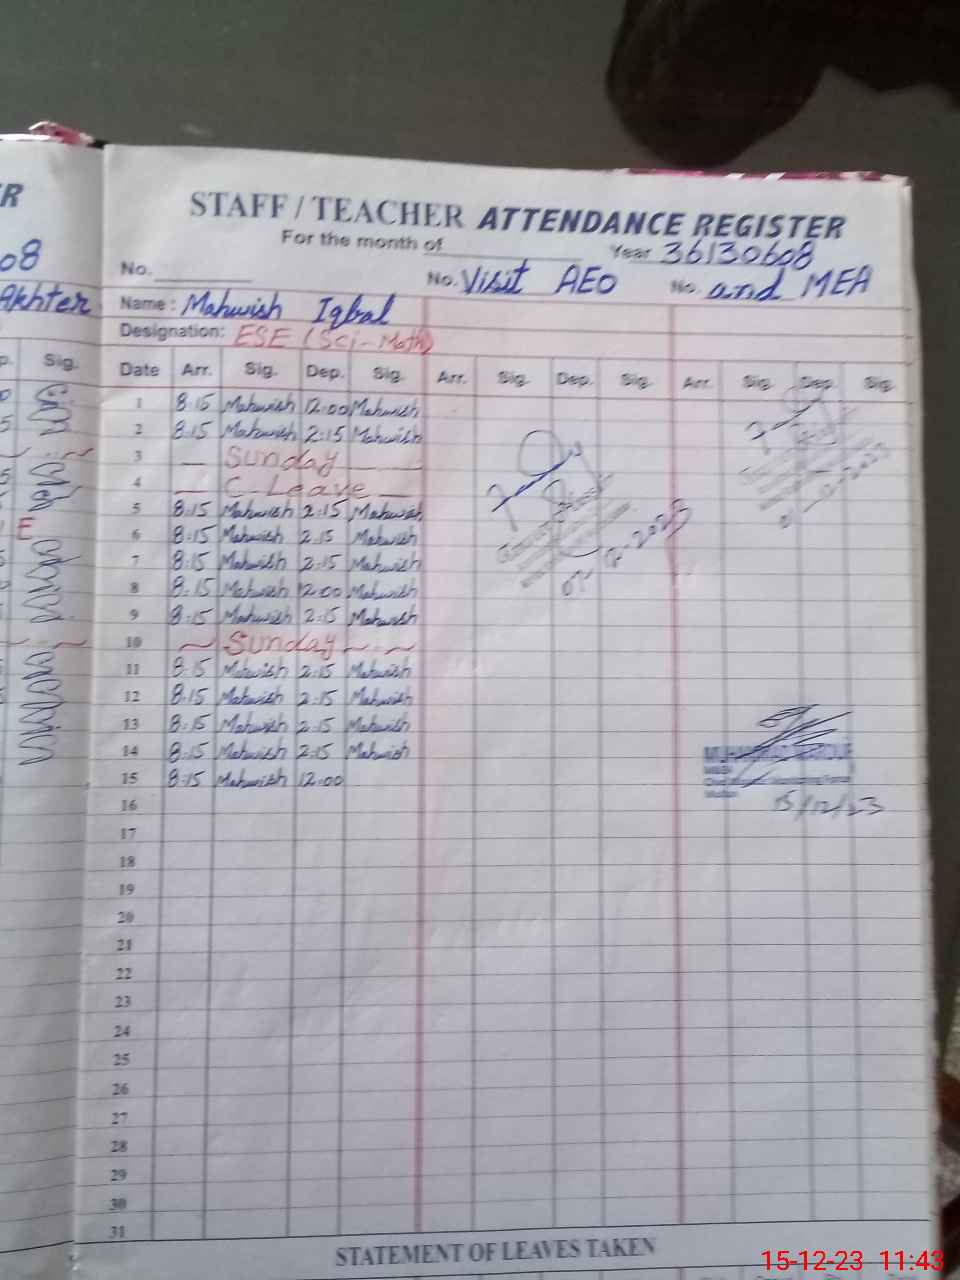 ER
08
Akhter
p. Sig.
E
STAFF / TEACHER ATTENDANCE REGISTER
For the month of Year 36130608
No. No. Visit AEO No. and MEA
Name : Mahwish Iqbal
Designation: ESE (Sci-Math)
Date Arr. Sig. Dep. Sig. Arr. Sig. Dep. Sig. Arr. Sig. Dep. Sig.
1 8:15 Mahwish 12:00 Mahwish
2 8:15 Mahwish 2:15 Mahwish
3 — Sunday —
4 — C-Leave —
5 8:15 Mahwish 2:15 Mahwish
6 8:15 Mahwish 2:15 Mahwish
7 8:15 Mahwish 2:15 Mahwish
8 8:15 Mahwish 12:00 Mahwish
9 8:15 Mahwish 2:15 Mahwish
10 ~ Sunday ~ - ~
11 8:15 Mahwish 2:15 Mahwish
12 8:15 Mahwish 2:15 Mahwish
13 8:15 Mahwish 2:15 Mahwish
14 8:15 Mahwish 2:15 Mahwish
15 8:15 Mahwish 12:00
16
17
18
19
20
21
22
23
24
25
26
27
28
29
30
31
07-12-2023
MUHAMMAD
15/12/23
STATEMENT OF LEAVES TAKEN
15-12-23 11:43